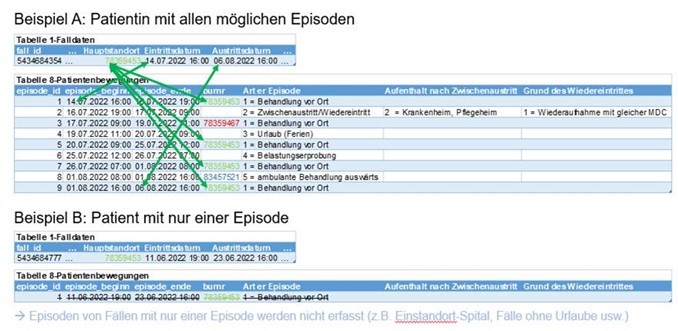 Beispiel A: Patientin mit allen möglichen Episoden
Tabelle 1-Falldaten
fall_id ... Hauptstandort Eintrittsdatum Austrittsdatum ...
5434684354 ... 78359453 14.07.2022 16:00 06.08.2022 16:00 ...
Tabelle 8-Patientenbewegungen
episode_id episode_beginn episode_ende burnr Art er Episode Aufenthalt nach Zwischenaustritt Grund des Wiedereintrittes
1 14.07.2022 16:00 19:00 78359453 1 = Behandlung vor Ort
2 16.07.2022 19:00 17.07.2022 09:00 2 = Zwischenaustritt/Wiedereintritt 2 = Krankenheim, Pflegeheim 1 = Wiederaufnahme mit gleicher MDC
3 17.07.2022 09:00 19.07.2022 11:00 78359467 1 = Behandlung vor Ort
4 19.07.2022 11:00 20.07.2022 09:00 3 = Urlaub (Ferien)
5 20.07.2022 09:00 25.07.2022 12:00 78359453 1 = Behandlung vor Ort
6 25.07.2022 12:00 26.07.2022 07:00 4 = Belastungserprobung
7 26.07.2022 07:00 01.08.2022 08:00 78359453 1 = Behandlung vor Ort
8 01.08.2022 08:00 01.08.2022 16:00 83457521 5 = ambulante Behandlung auswärts
9 01.08.2022 16:00 06.08.2022 16:00 78359453 1 = Behandlung vor Ort
Beispiel B: Patient mit nur einer Episode
Tabelle 1-Falldaten
fall_id ... Hauptstandort Eintrittsdatum Austrittsdatum ...
5434684777 ... 78359453 11.06.2022 19:00 23.06.2022 16:00 ...
Tabelle 8-Patientenbewegungen
episode_id episode_beginn episode_ende burnr Art er Episode
1 11.06.2022 19:00 23.06.2022 16:00 78359453 1 = Behandlung vor Ort
→ Episoden von Fällen mit nur einer Episode werden nicht erfasst (z.B. Einstandort-Spital, Fälle ohne Urlaube usw.)